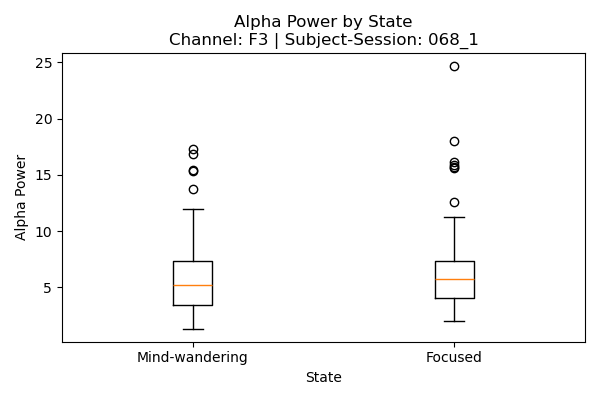 Alpha Power by State
Channel: F3 | Subject-Session: 068_1
Alpha Power
25
20
15
10
5
Mind-wandering
Focused
State